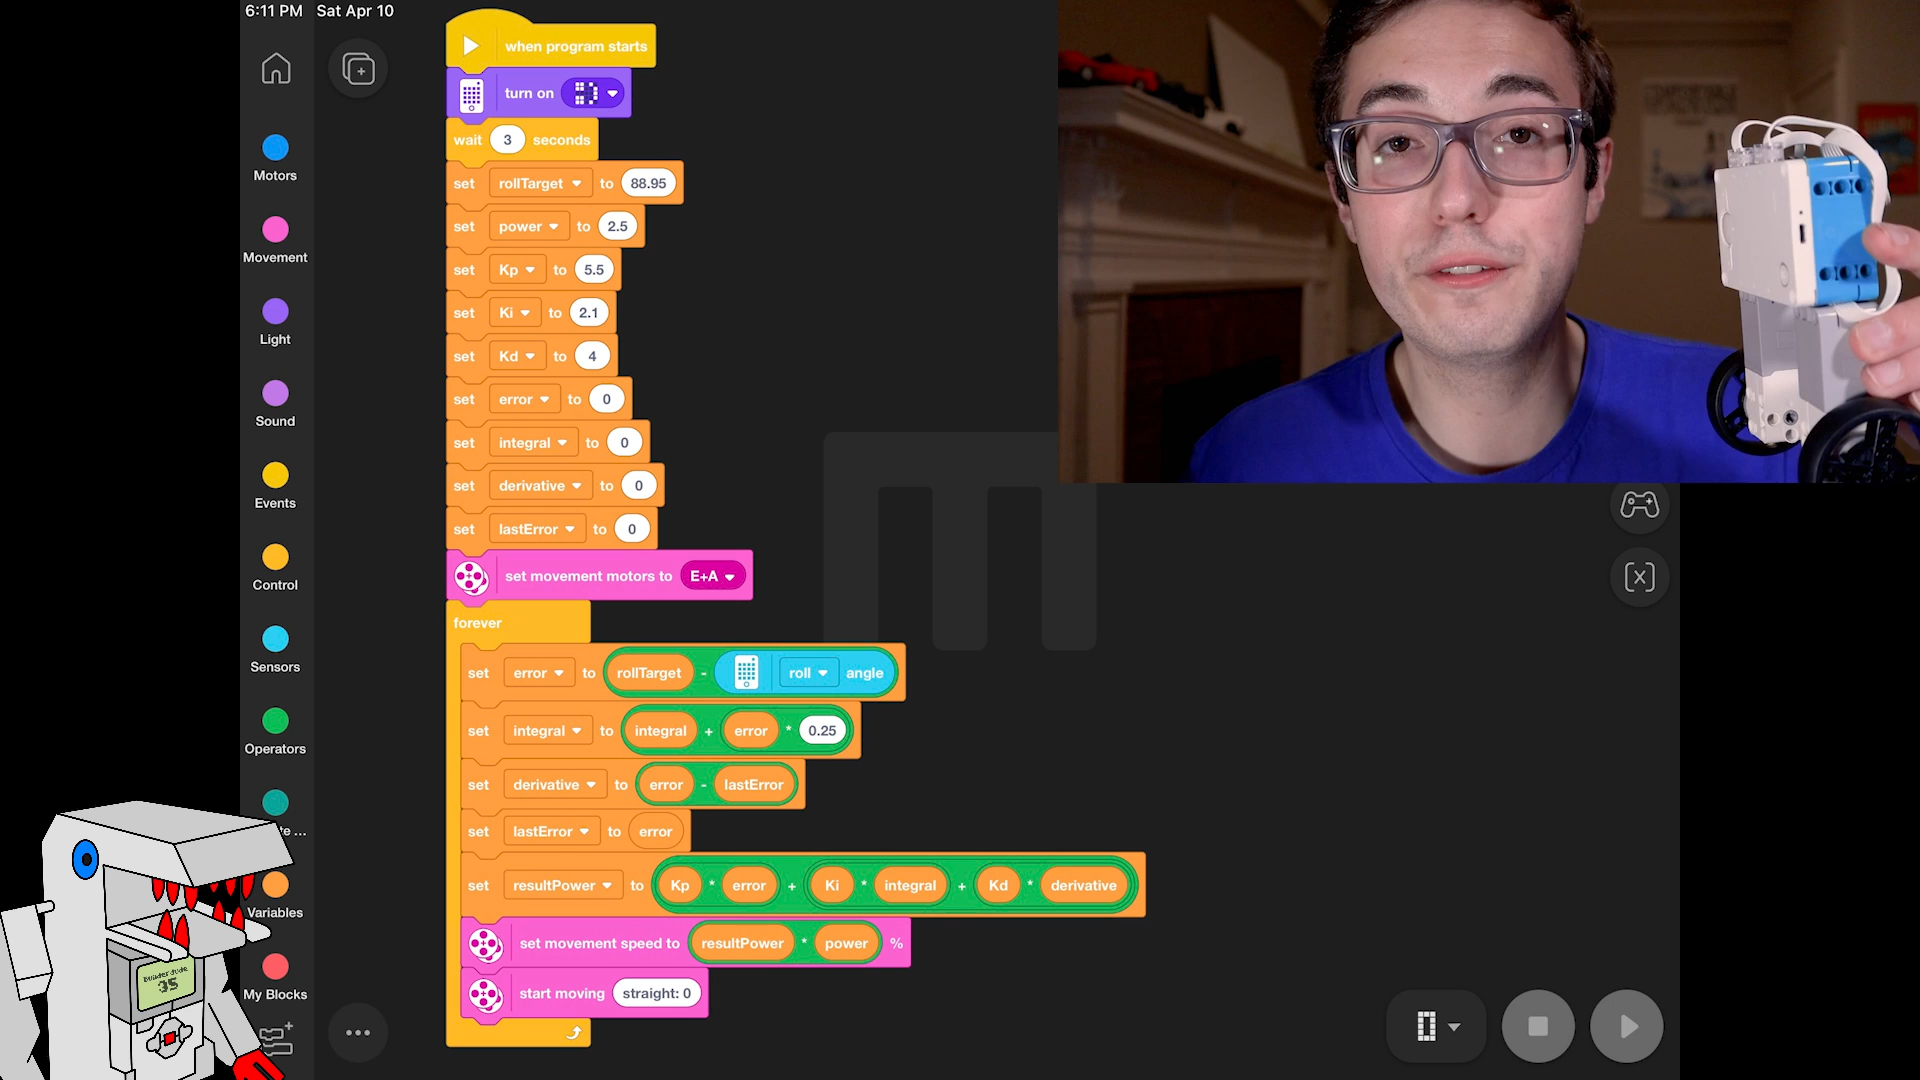 6:11 PM Sat Apr 10
Motors
Movement
Light
Sound
Events
Control
Sensors
Operators
te ...
Variables
My Blocks
when program starts
turn on
wait 3 seconds
set rollTarget to 88.95
set power to 2.5
set Kp to 5.5
set Ki to 2.1
set Kd to 4
set error to 0
set integral to 0
set derivative to 0
set lastError to 0
set movement motors to E+A
forever
set error to rollTarget - roll angle
set integral to integral + error * 0.25
set derivative to error - lastError
set lastError to error
set resultPower to Kp * error + Ki * integral + Kd * derivative
set movement speed to resultPower * power %
start moving straight: 0
Builder dude
35